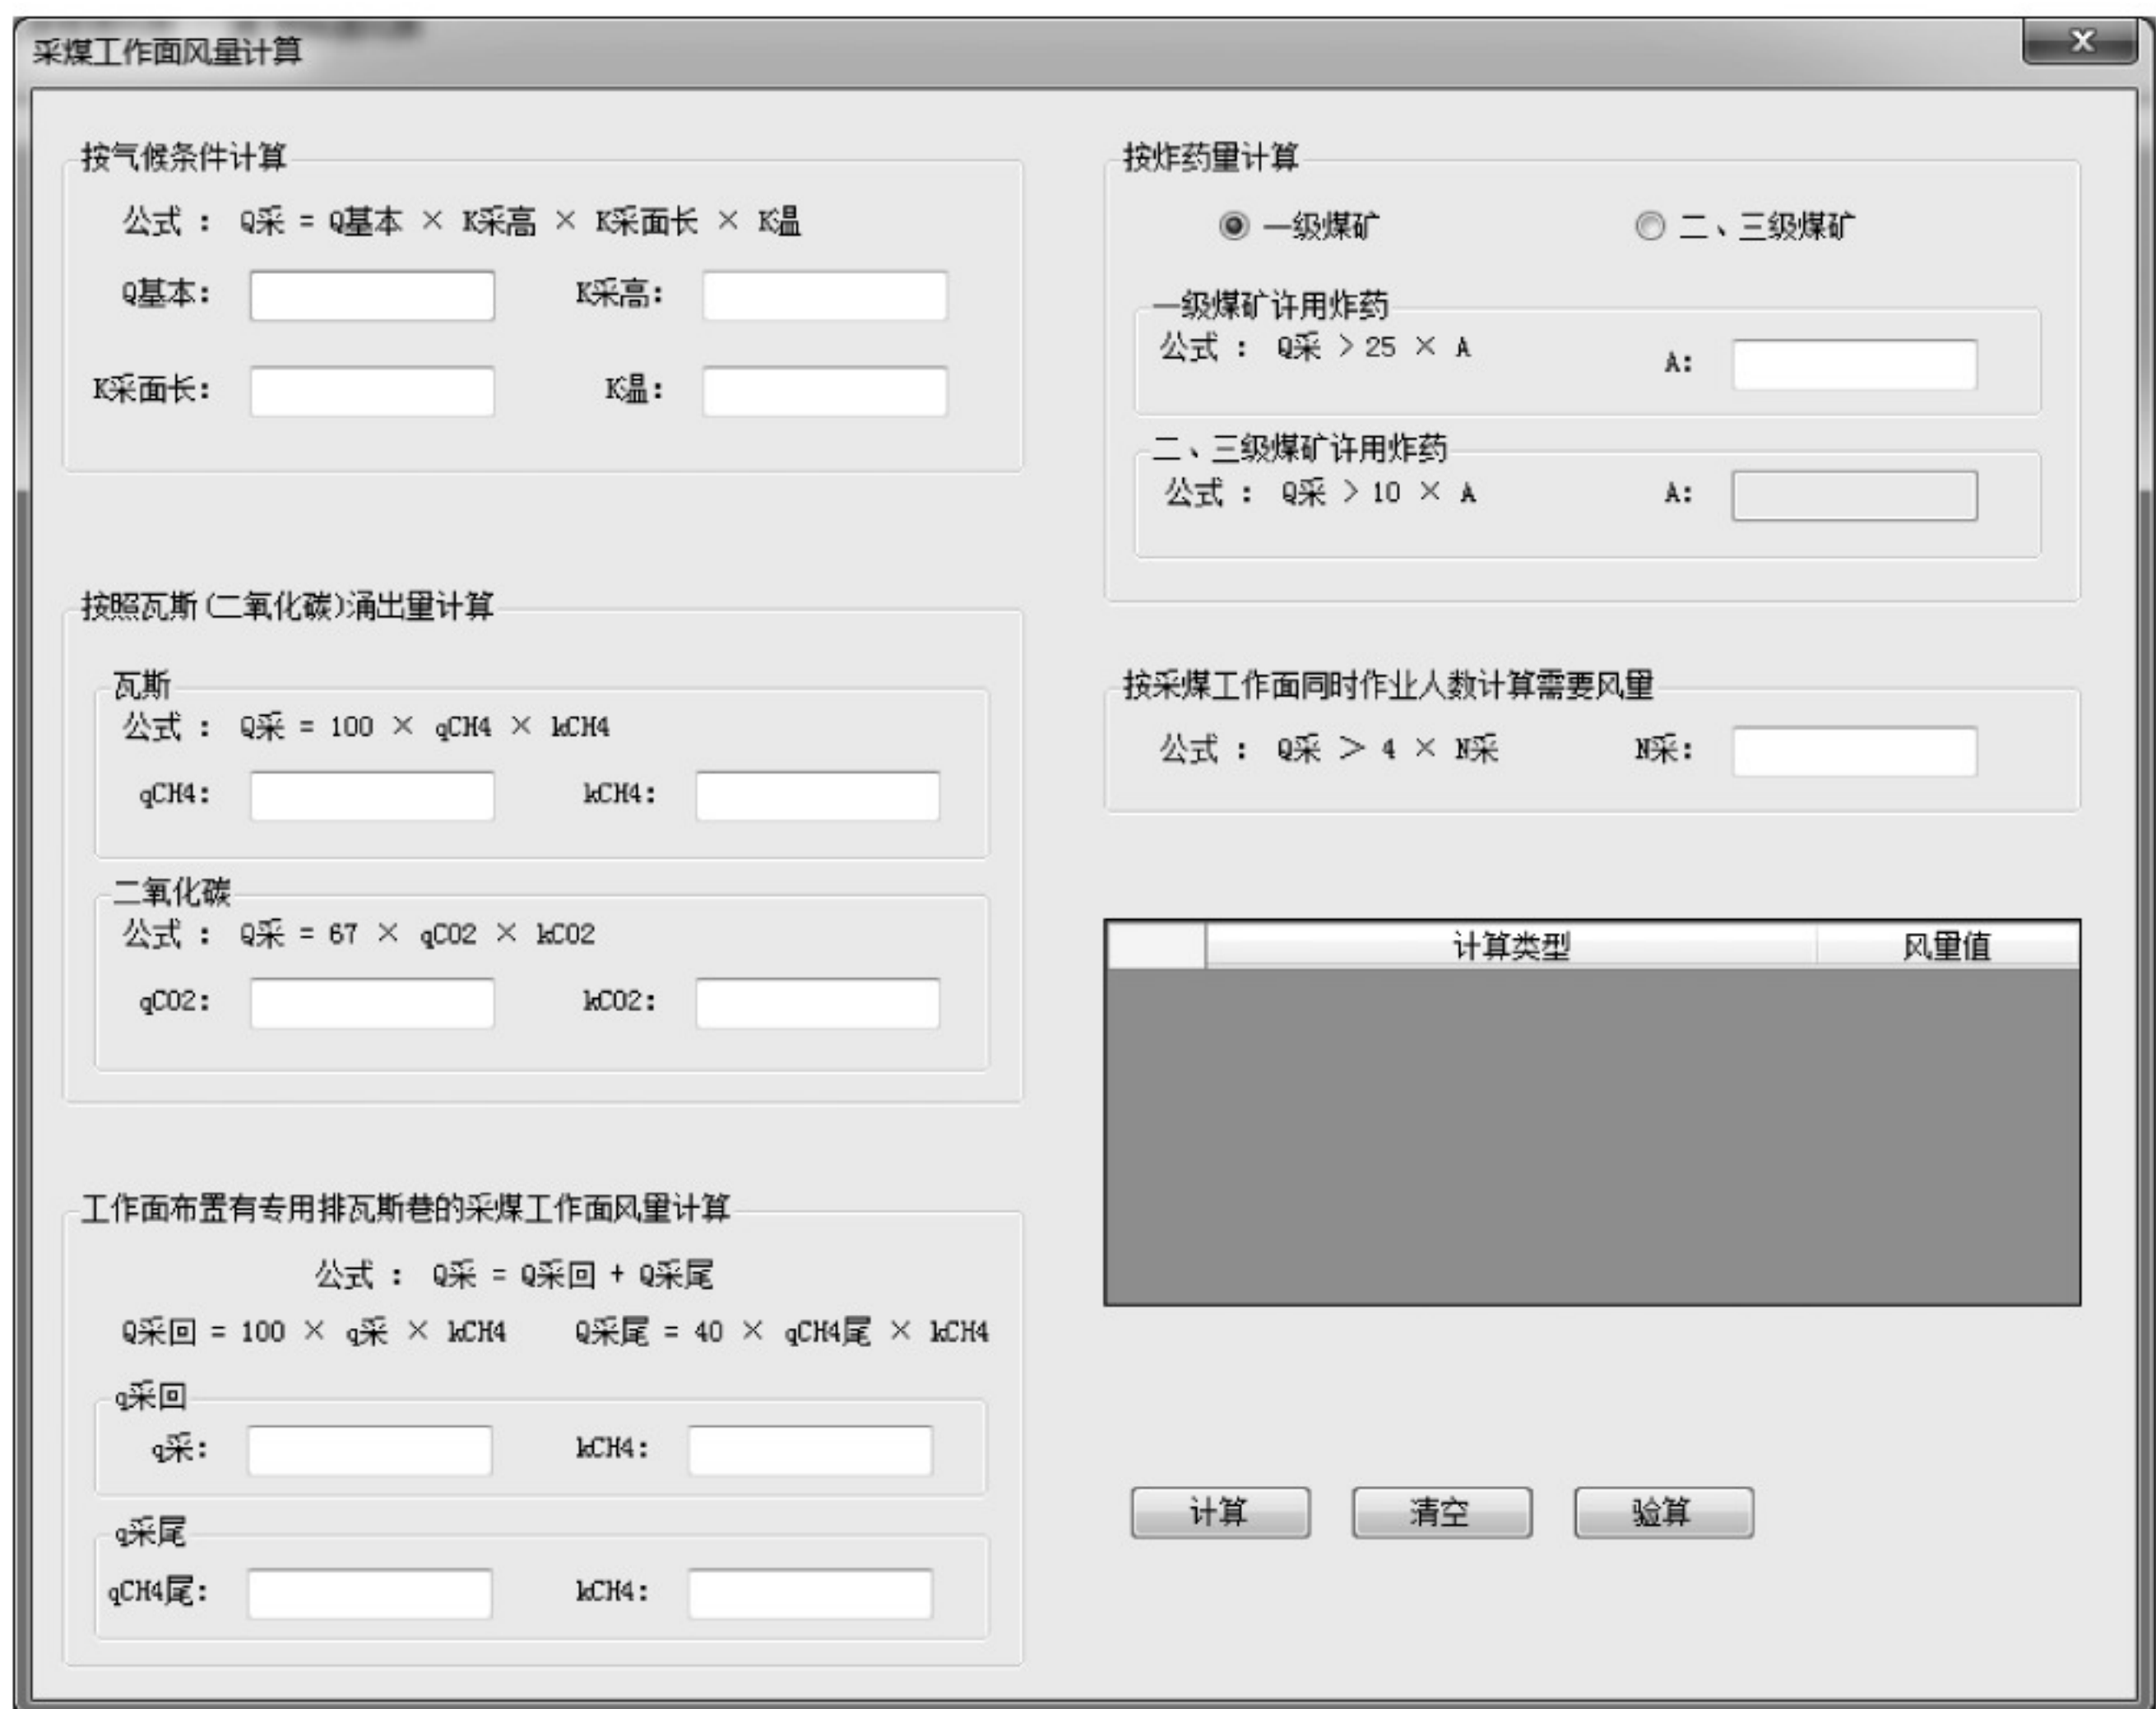 采煤工作面风量计算
按气候条件计算
公式 : Q采 = Q基本 × K采高 × K采面长 × K温
Q基本: K采高:
K采面长: K温:
按照瓦斯(二氧化碳)涌出量计算
瓦斯
公式 : Q采 = 100 × qCH4 × kCH4
qCH4: kCH4:
二氧化碳
公式 : Q采 = 67 × qCO2 × kCO2
qCO2: kCO2:
工作面布置有专用排瓦斯巷的采煤工作面风量计算
公式 : Q采 = Q采回 + Q采尾
Q采回 = 100 × q采 × kCH4 Q采尾 = 40 × qCH4尾 × kCH4
q采回
q采: kCH4:
q采尾
qCH4尾: kCH4:
按炸药量计算
一级煤矿 二、三级煤矿
一级煤矿许用炸药
公式 : Q采 > 25 × A A:
二、三级煤矿许用炸药
公式 : Q采 > 10 × A A:
按采煤工作面同时作业人数计算需要风量
公式 : Q采 > 4 × N采 N采:
计算类型 风量值
计算 清空 验算